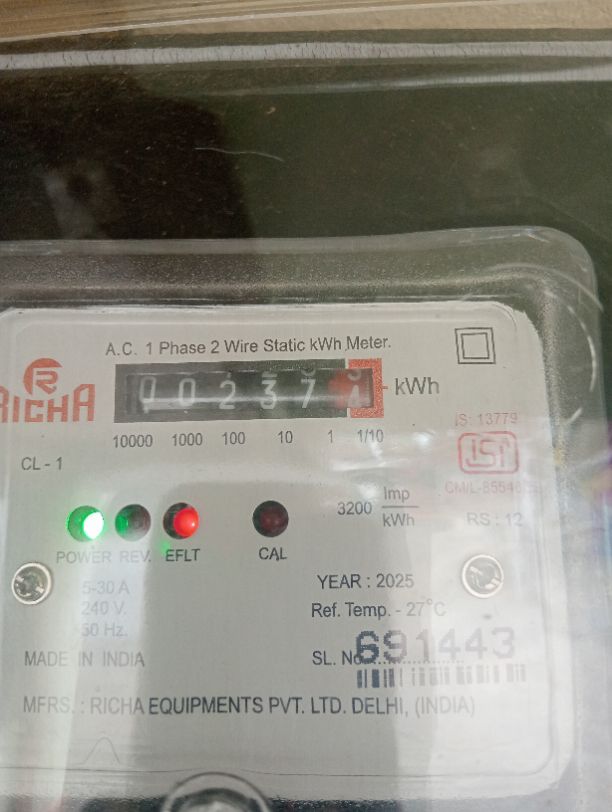 A.C. 1 Phase 2 Wire Static kWh Meter.
RICHA
0 0 2 3 7 kWh
10000 1000 100 10 1 1/10
CL - 1
IS: 13779
ISI
3200 Imp
kWh
RS : 12
POWER REV. EFLT CAL
5-30 A
240 V.
50 Hz.
YEAR : 2025
Ref. Temp. - 27°C
MADE IN INDIA
SL. No. 691443
MFRS. : RICHA EQUIPMENTS PVT. LTD. DELHI, (INDIA)